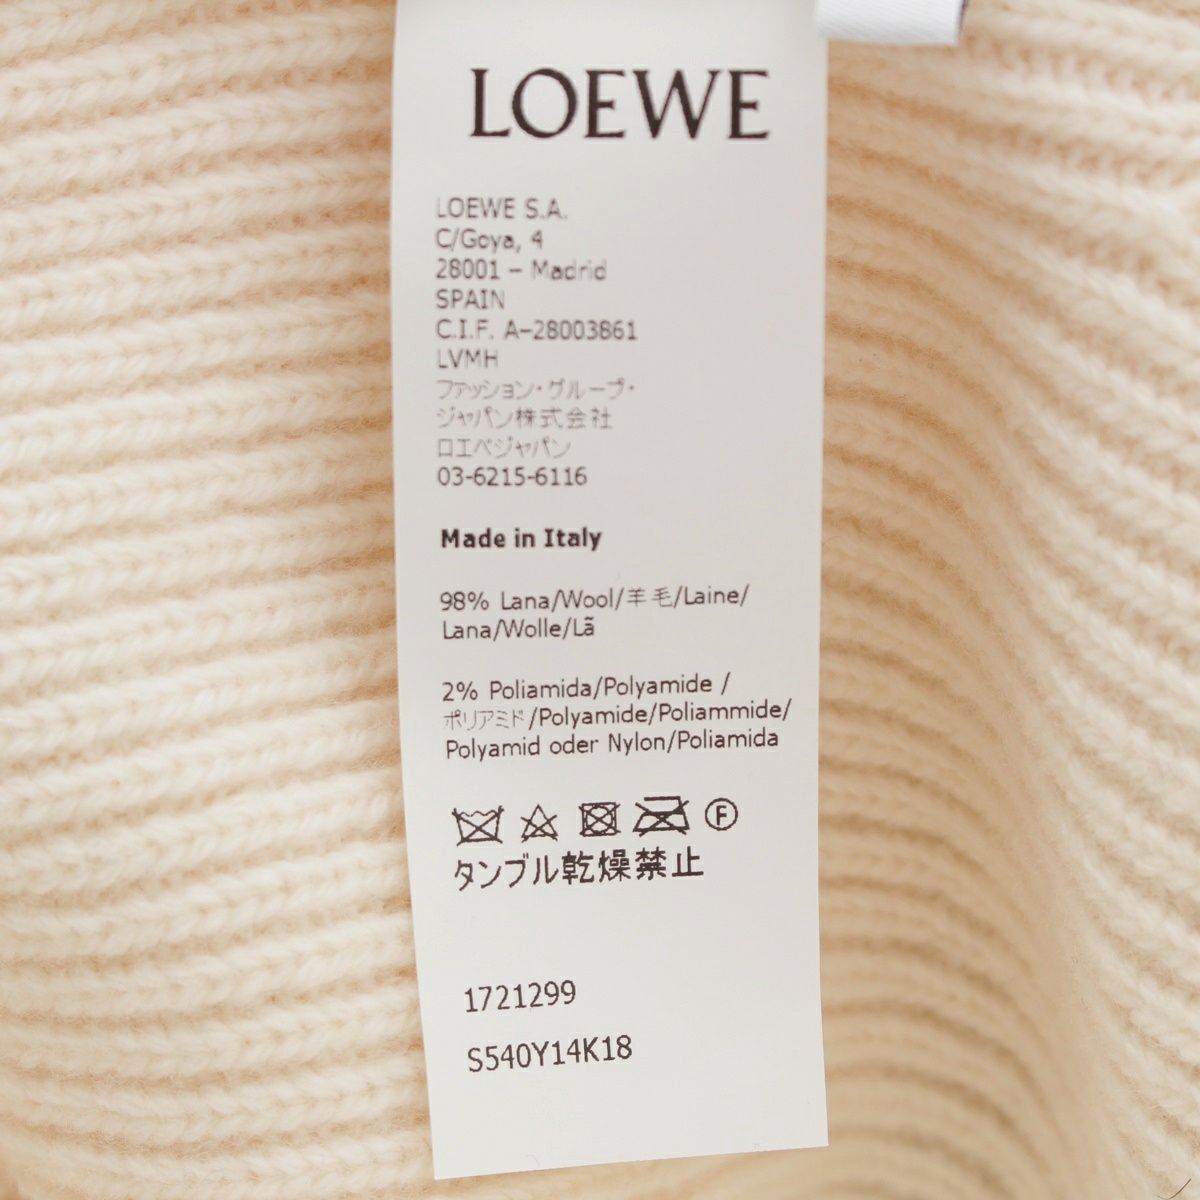 LOEWE
LOEWE S.A.
C/Goya, 4
28001 – Madrid
SPAIN
C.I.F. A–28003861
LVMH
ファッション・グループ・
ジャパン株式会社
ロエベジャパン
03-6215-6116
Made in Italy
98% Lana/Wool/羊毛/Laine/
Lana/Wolle/Lã
2% Poliamida/Polyamide /
ポリアミド/Polyamide/Poliammide/
Polyamid oder Nylon/Poliamida
F
タンブル乾燥禁止
1721299
S540Y14K18